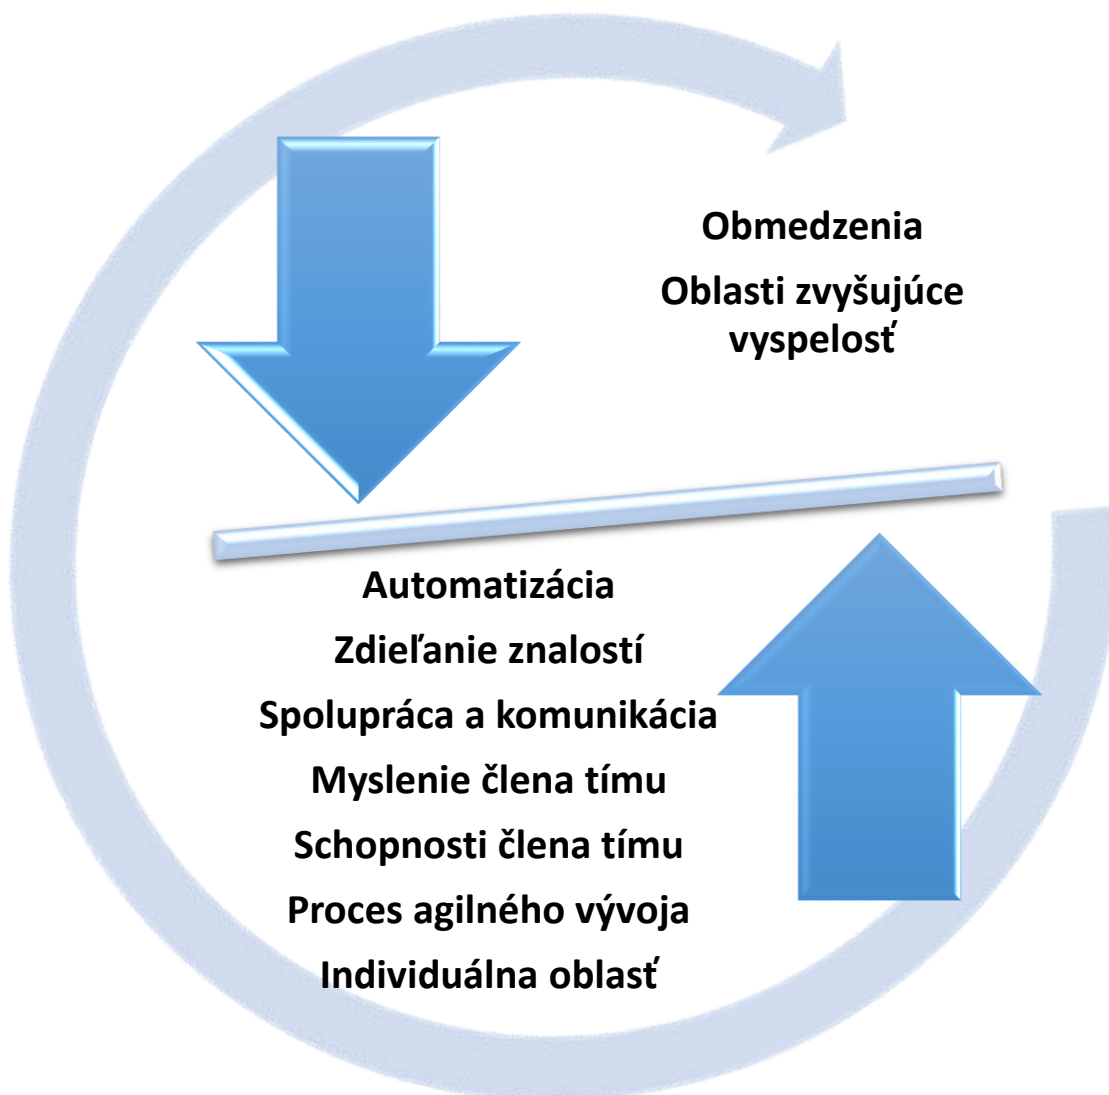 Obmedzenia
Oblasti zvyšujúce
vyspelosť
Automatizácia
Zdieľanie znalostí
Spolupráca a komunikácia
Myslenie člena tímu
Schopnosti člena tímu
Proces agilného vývoja
Individuálna oblasť